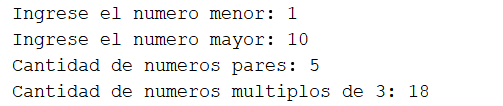 Ingrese el numero menor: 1
Ingrese el numero mayor: 10
Cantidad de numeros pares: 5
Cantidad de numeros multiplos de 3: 18